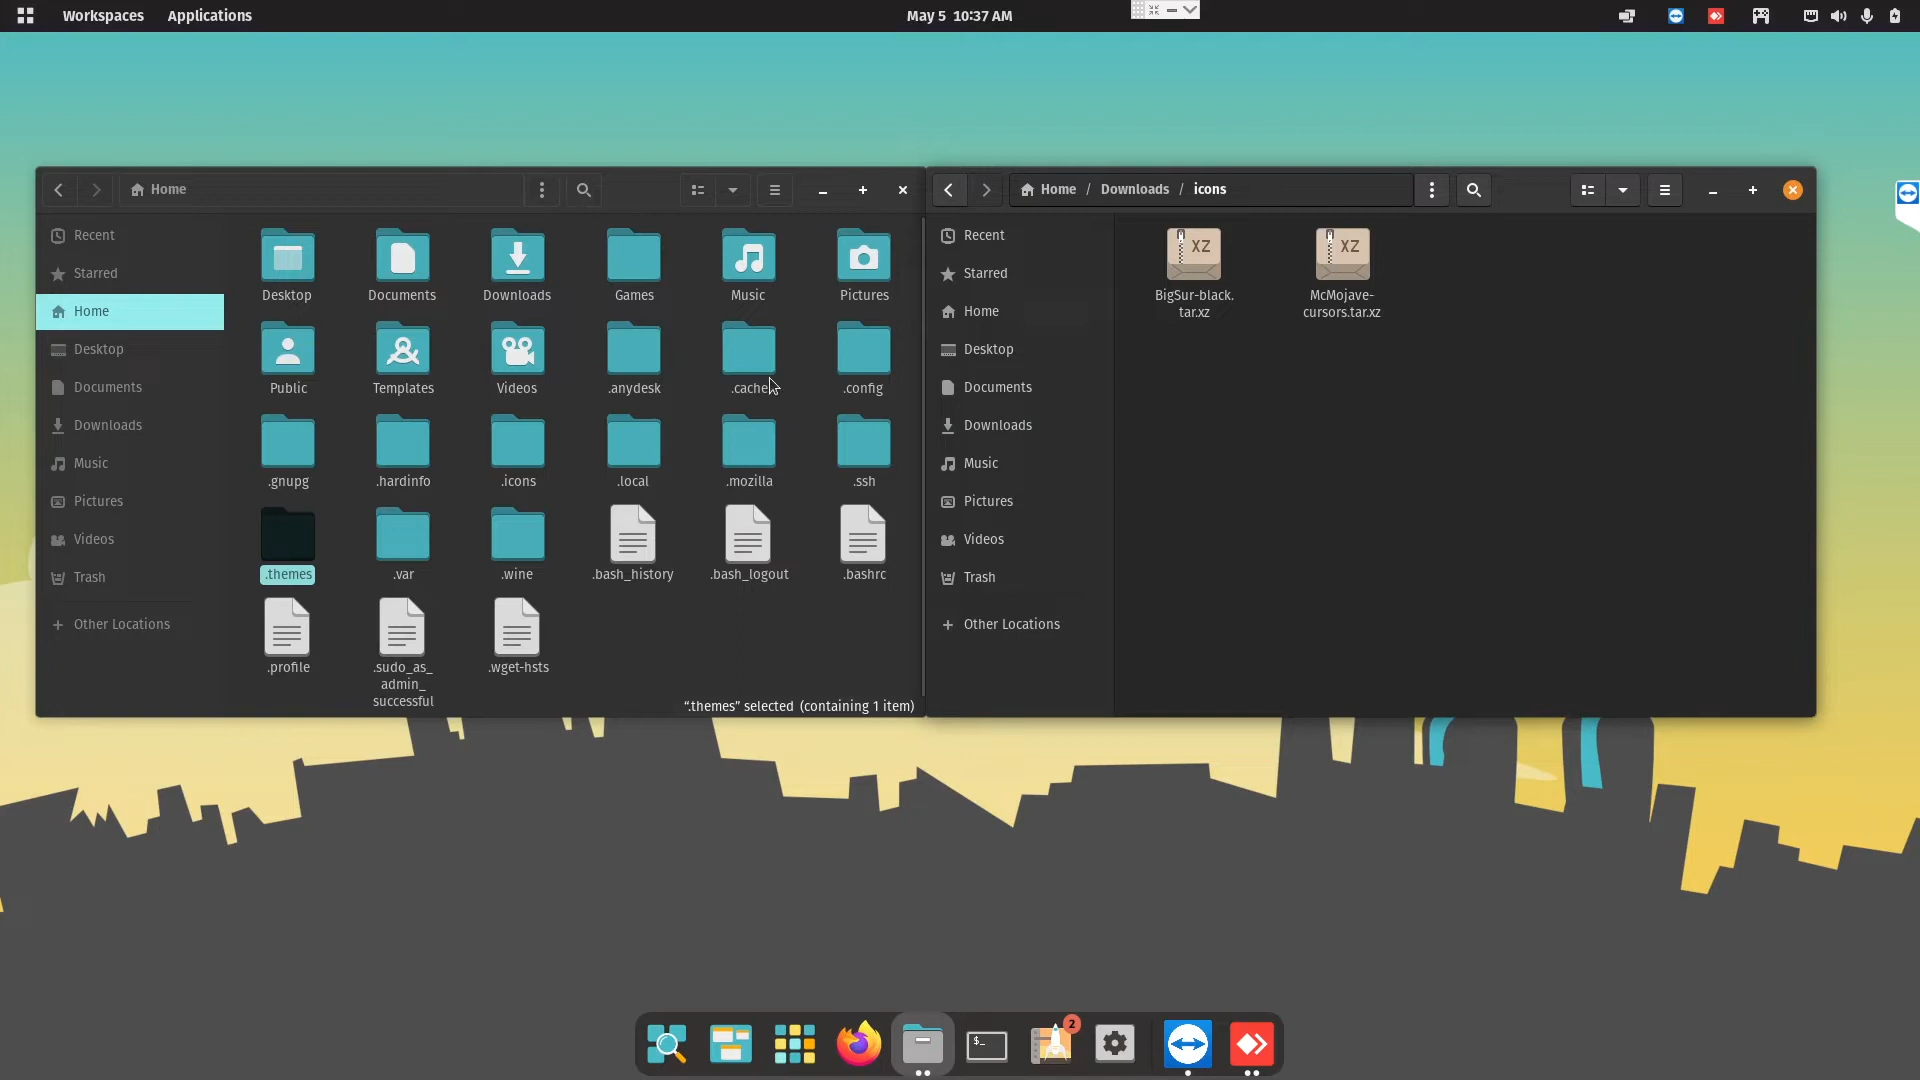 Workspaces Applications May 5 10:37 AM
Home
Recent
Starred
Home
Desktop
Documents
Downloads
Music
Pictures
Videos
Trash
Other Locations
Desktop Documents Downloads Games Music Pictures
Public Templates Videos .anydesk .cache .config
.gnupg .hardinfo .icons .local .mozilla .ssh
.themes .var .wine .bash_history .bash_logout .bashrc
.profile .sudo_as_ .wget-hsts
admin_
successful
".themes" selected (containing 1 item)
Home / Downloads / icons
Recent
Starred
Home
Desktop
Documents
Downloads
Music
Pictures
Videos
Trash
Other Locations
XZ XZ
BigSur-black. McMojave-
tar.xz cursors.tar.xz
$_
2